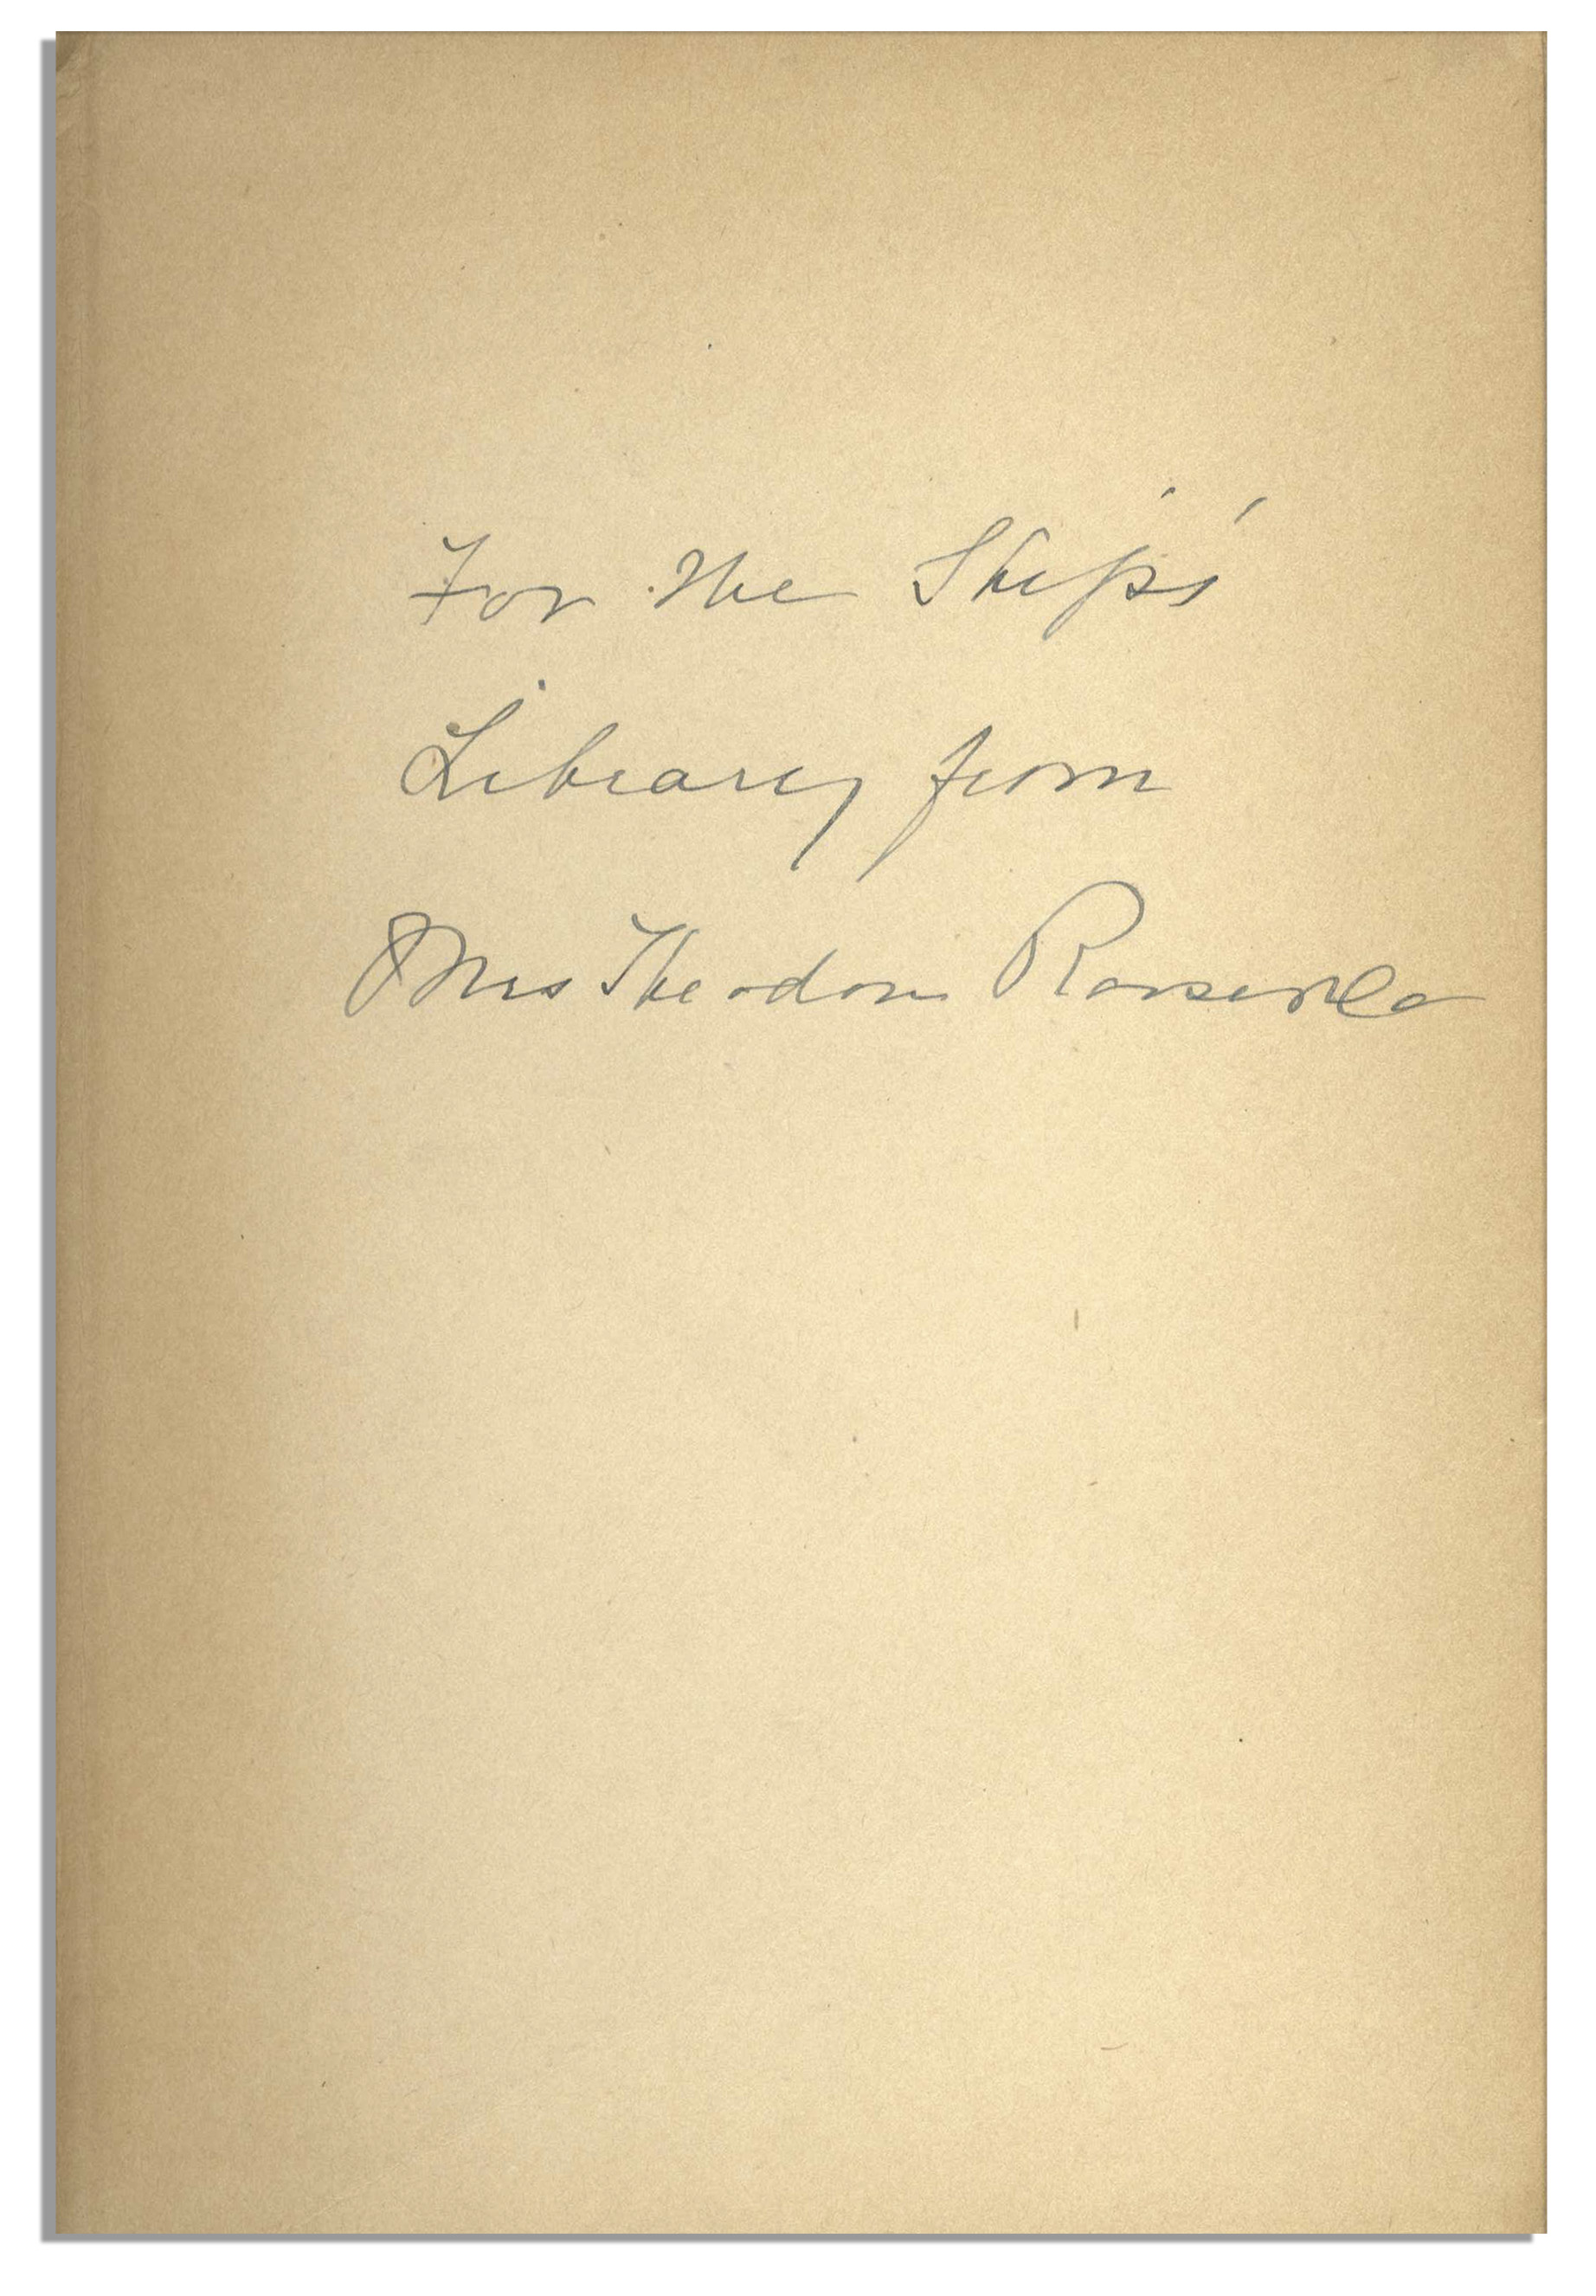 For the Ship's
Library from
Mrs Theodore Roosevelt